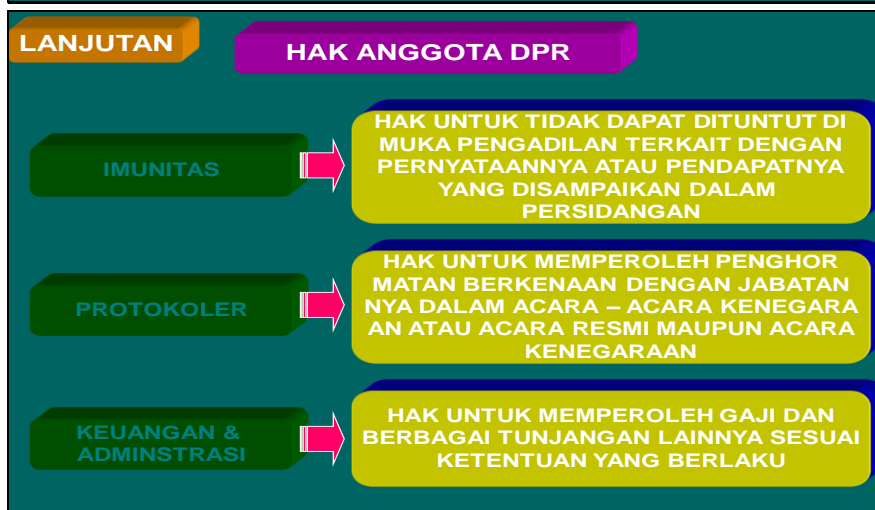 LANJUTAN
HAK ANGGOTA DPR
IMUNITAS
HAK UNTUK TIDAK DAPAT DITUNTUT DI
MUKA PENGADILAN TERKAIT DENGAN
PERNYATAANNYA ATAU PENDAPATNYA
YANG DISAMPAIKAN DALAM
PERSIDANGAN
PROTOKOLER
HAK UNTUK MEMPEROLEH PENGHOR
MATAN BERKENAAN DENGAN JABATAN
NYA DALAM ACARA – ACARA KENEGARA
AN ATAU ACARA RESMI MAUPUN ACARA
KENEGARAAN
KEUANGAN &
ADMINSTRASI
HAK UNTUK MEMPEROLEH GAJI DAN
BERBAGAI TUNJANGAN LAINNYA SESUAI
KETENTUAN YANG BERLAKU